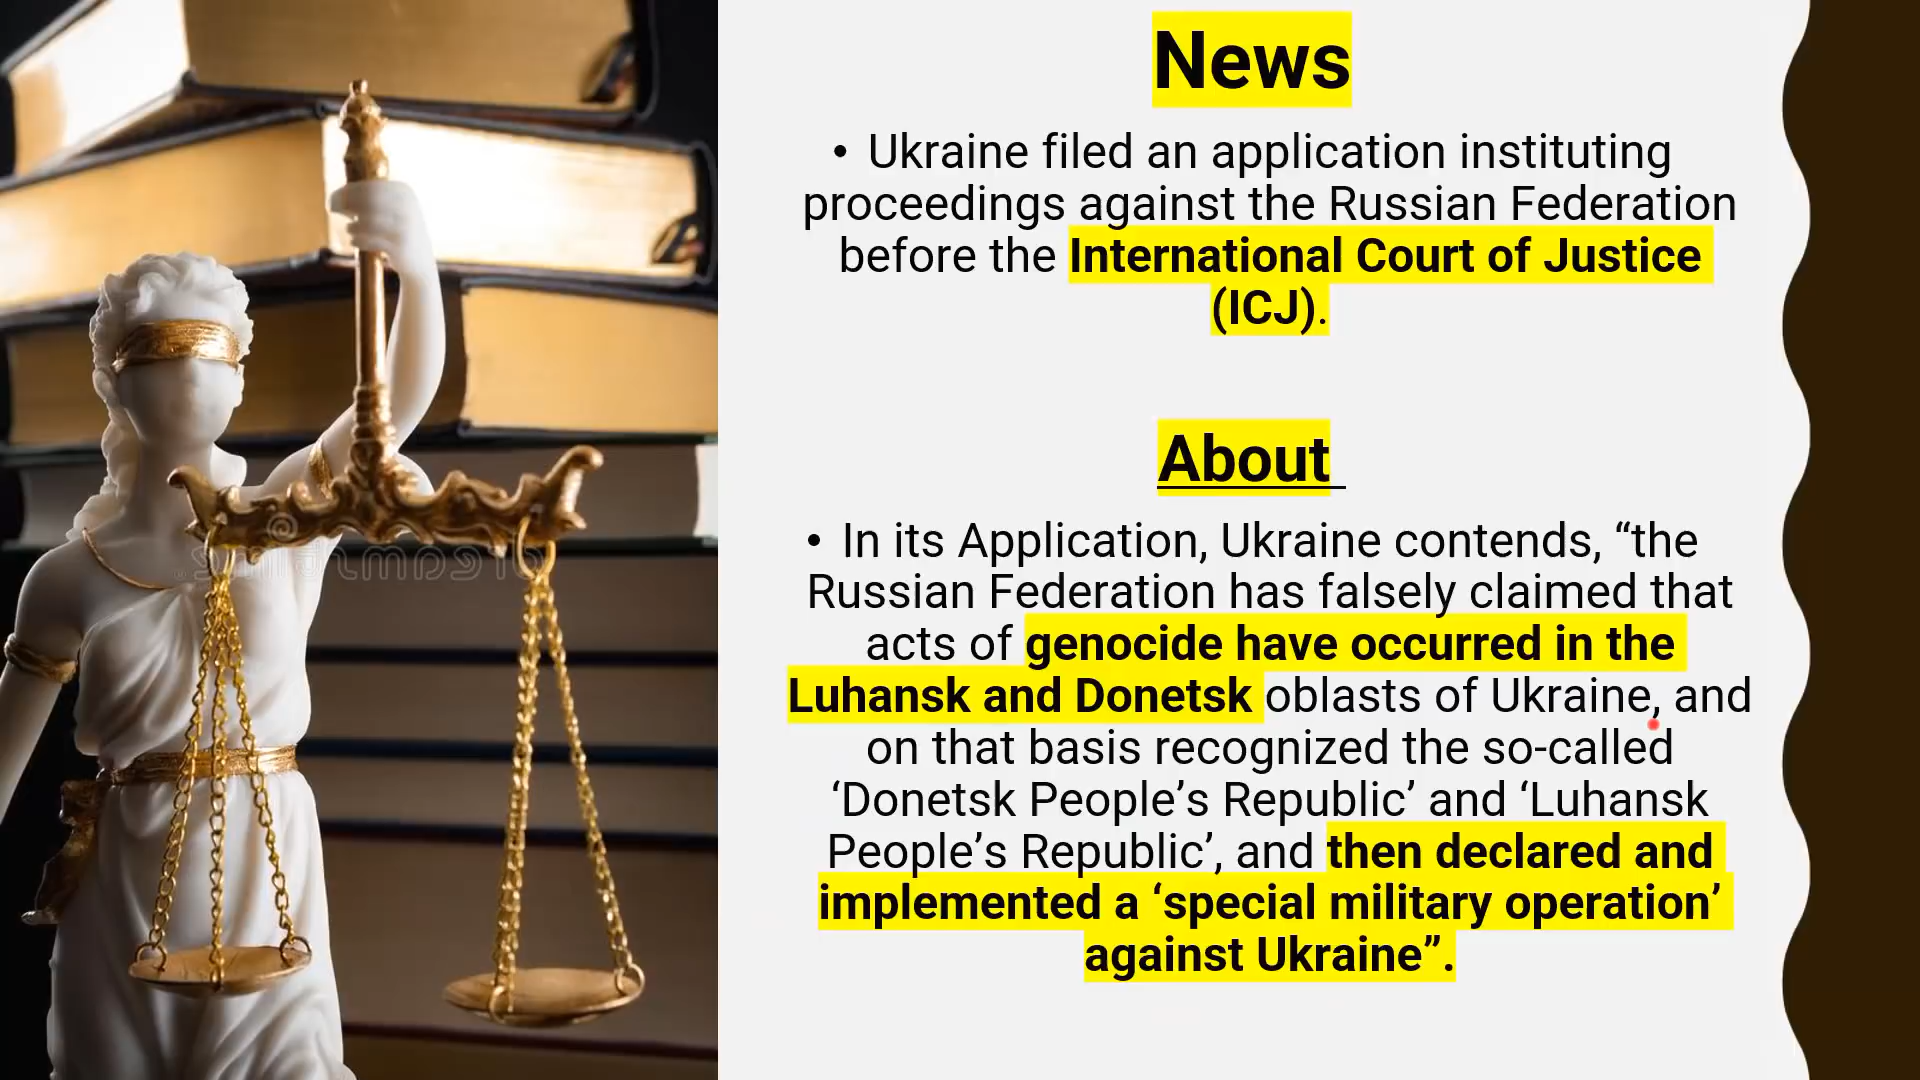 News
• Ukraine filed an application instituting
proceedings against the Russian Federation
before the International Court of Justice
(ICJ).
About
• In its Application, Ukraine contends, “the
Russian Federation has falsely claimed that
acts of genocide have occurred in the
Luhansk and Donetsk oblasts of Ukraine, and
on that basis recognized the so-called
‘Donetsk People’s Republic’ and ‘Luhansk
People’s Republic’, and then declared and
implemented a ‘special military operation’
against Ukraine”.